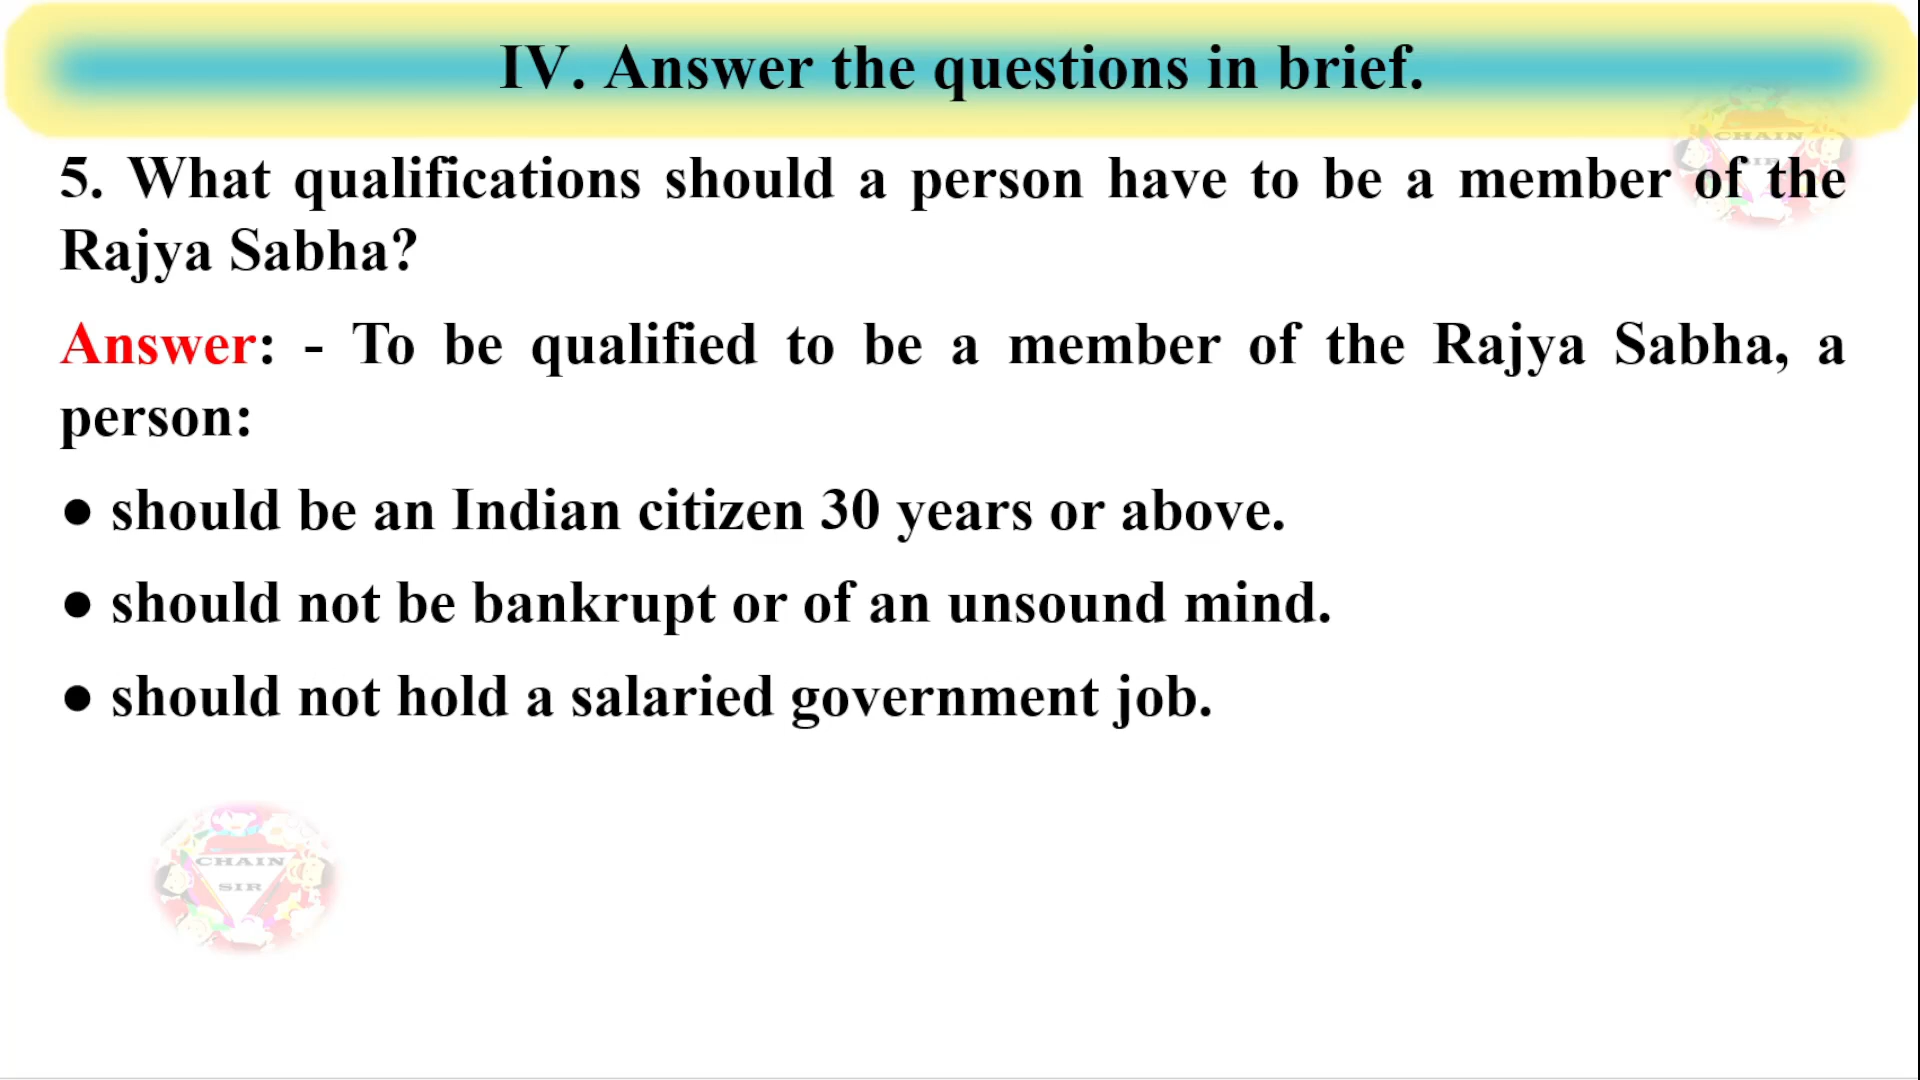 IV. Answer the questions in brief.
CHAIN
SIR
5. What qualifications should a person have to be a member of the
Rajya Sabha?
Answer: - To be qualified to be a member of the Rajya Sabha, a
person:
● should be an Indian citizen 30 years or above.
● should not be bankrupt or of an unsound mind.
● should not hold a salaried government job.
CHAIN
SIR